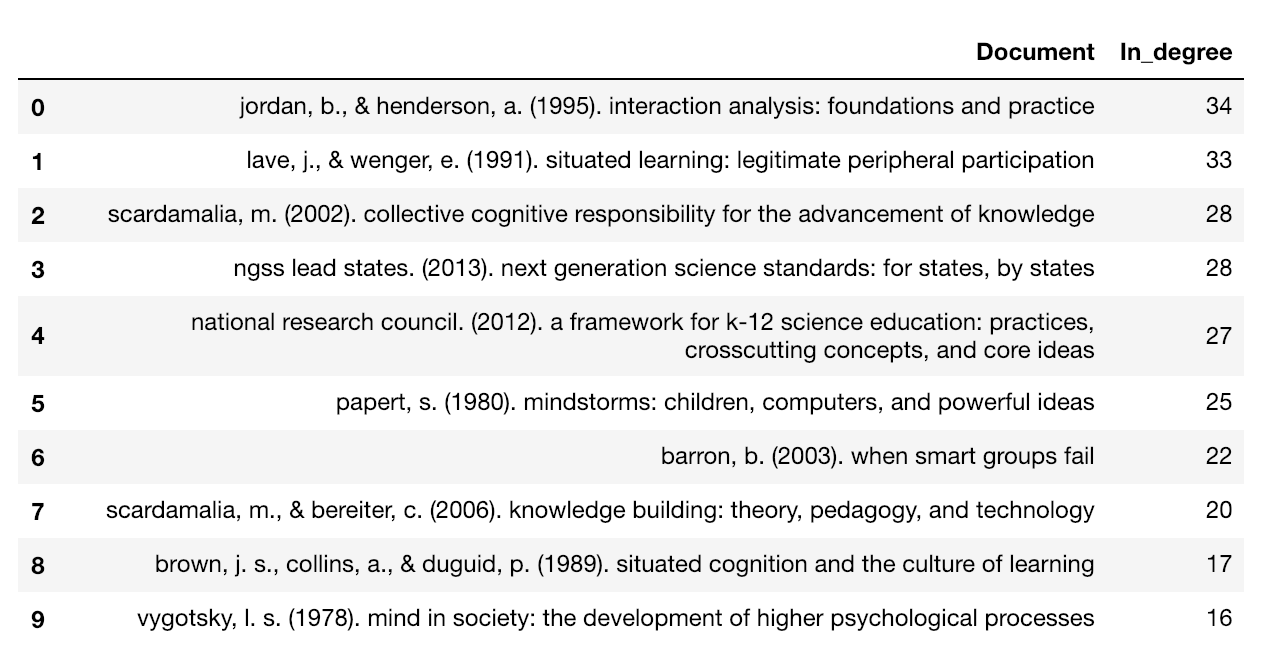 Document In_degree
0 jordan, b., & henderson, a. (1995). interaction analysis: foundations and practice 34
1 lave, j., & wenger, e. (1991). situated learning: legitimate peripheral participation 33
2 scardamalia, m. (2002). collective cognitive responsibility for the advancement of knowledge 28
3 ngss lead states. (2013). next generation science standards: for states, by states 28
4 national research council. (2012). a framework for k-12 science education: practices,
crosscutting concepts, and core ideas 27
5 papert, s. (1980). mindstorms: children, computers, and powerful ideas 25
6 barron, b. (2003). when smart groups fail 22
7 scardamalia, m., & bereiter, c. (2006). knowledge building: theory, pedagogy, and technology 20
8 brown, j. s., collins, a., & duguid, p. (1989). situated cognition and the culture of learning 17
9 vygotsky, l. s. (1978). mind in society: the development of higher psychological processes 16